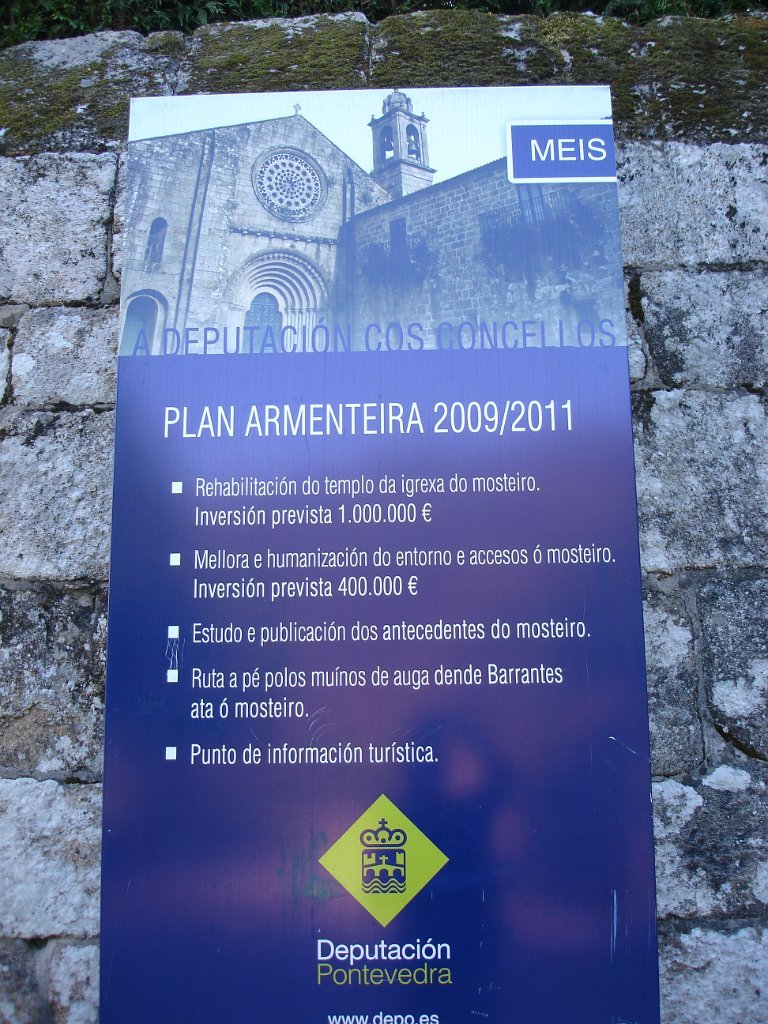 MEIS
A DEPUTACIÓN COS CONCELLOS
PLAN ARMENTEIRA 2009/2011
Rehabilitación do templo da igrexa do mosteiro.
Inversión prevista 1.000.000 €
Mellora e humanización do entorno e accesos ó mosteiro.
Inversión prevista 400.000 €
Estudo e publicación dos antecedentes do mosteiro.
Ruta a pé polos muínos de auga dende Barrantes
ata ó mosteiro.
Punto de información turística.
Deputación
Pontevedra
www.depo.es